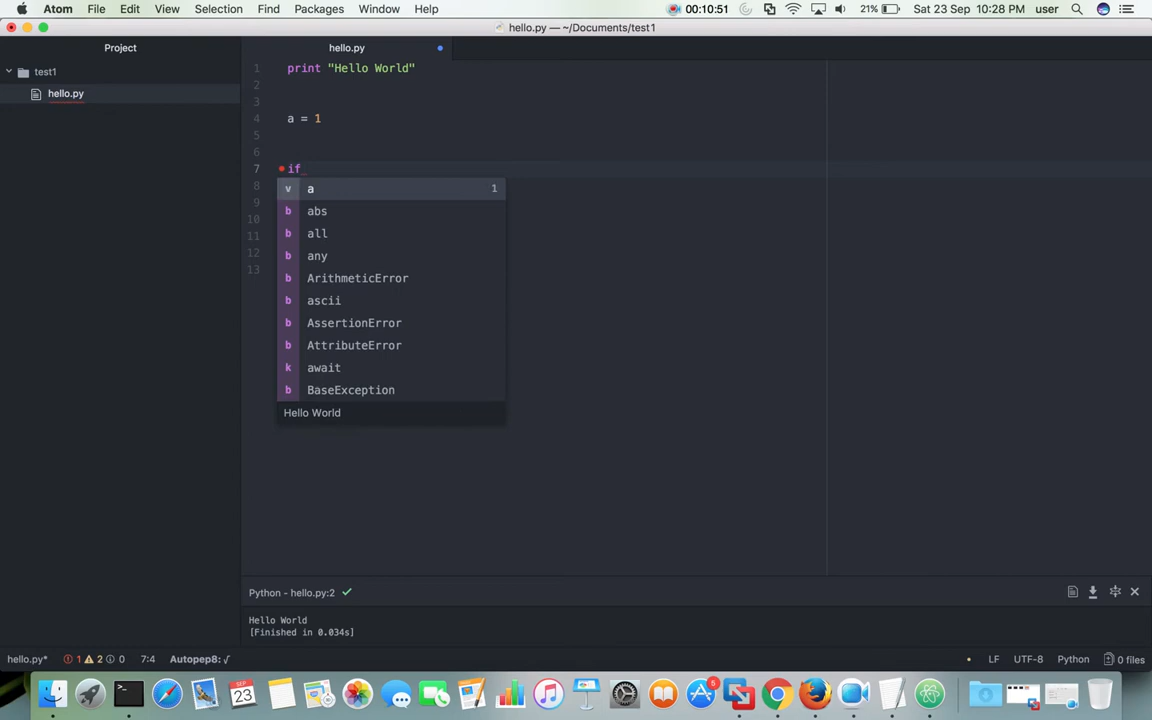 Atom File Edit View Selection Find Packages Window Help 00:10:51 21% Sat 23 Sep 10:28 PM user
hello.py — ~/Documents/test1
Project
hello.py
test1
hello.py
1 print "Hello World"
2
3
4 a = 1
5
6
7 if
8
9
10
11
12
13
v a 1
b abs
b all
b any
b ArithmeticError
b ascii
b AssertionError
b AttributeError
k await
b BaseException
Hello World
Python - hello.py:2
Hello World
[Finished in 0.034s]
hello.py* 1 2 0 7:4 Autopep8: √ LF UTF-8 Python 0 files
SEP
23
6